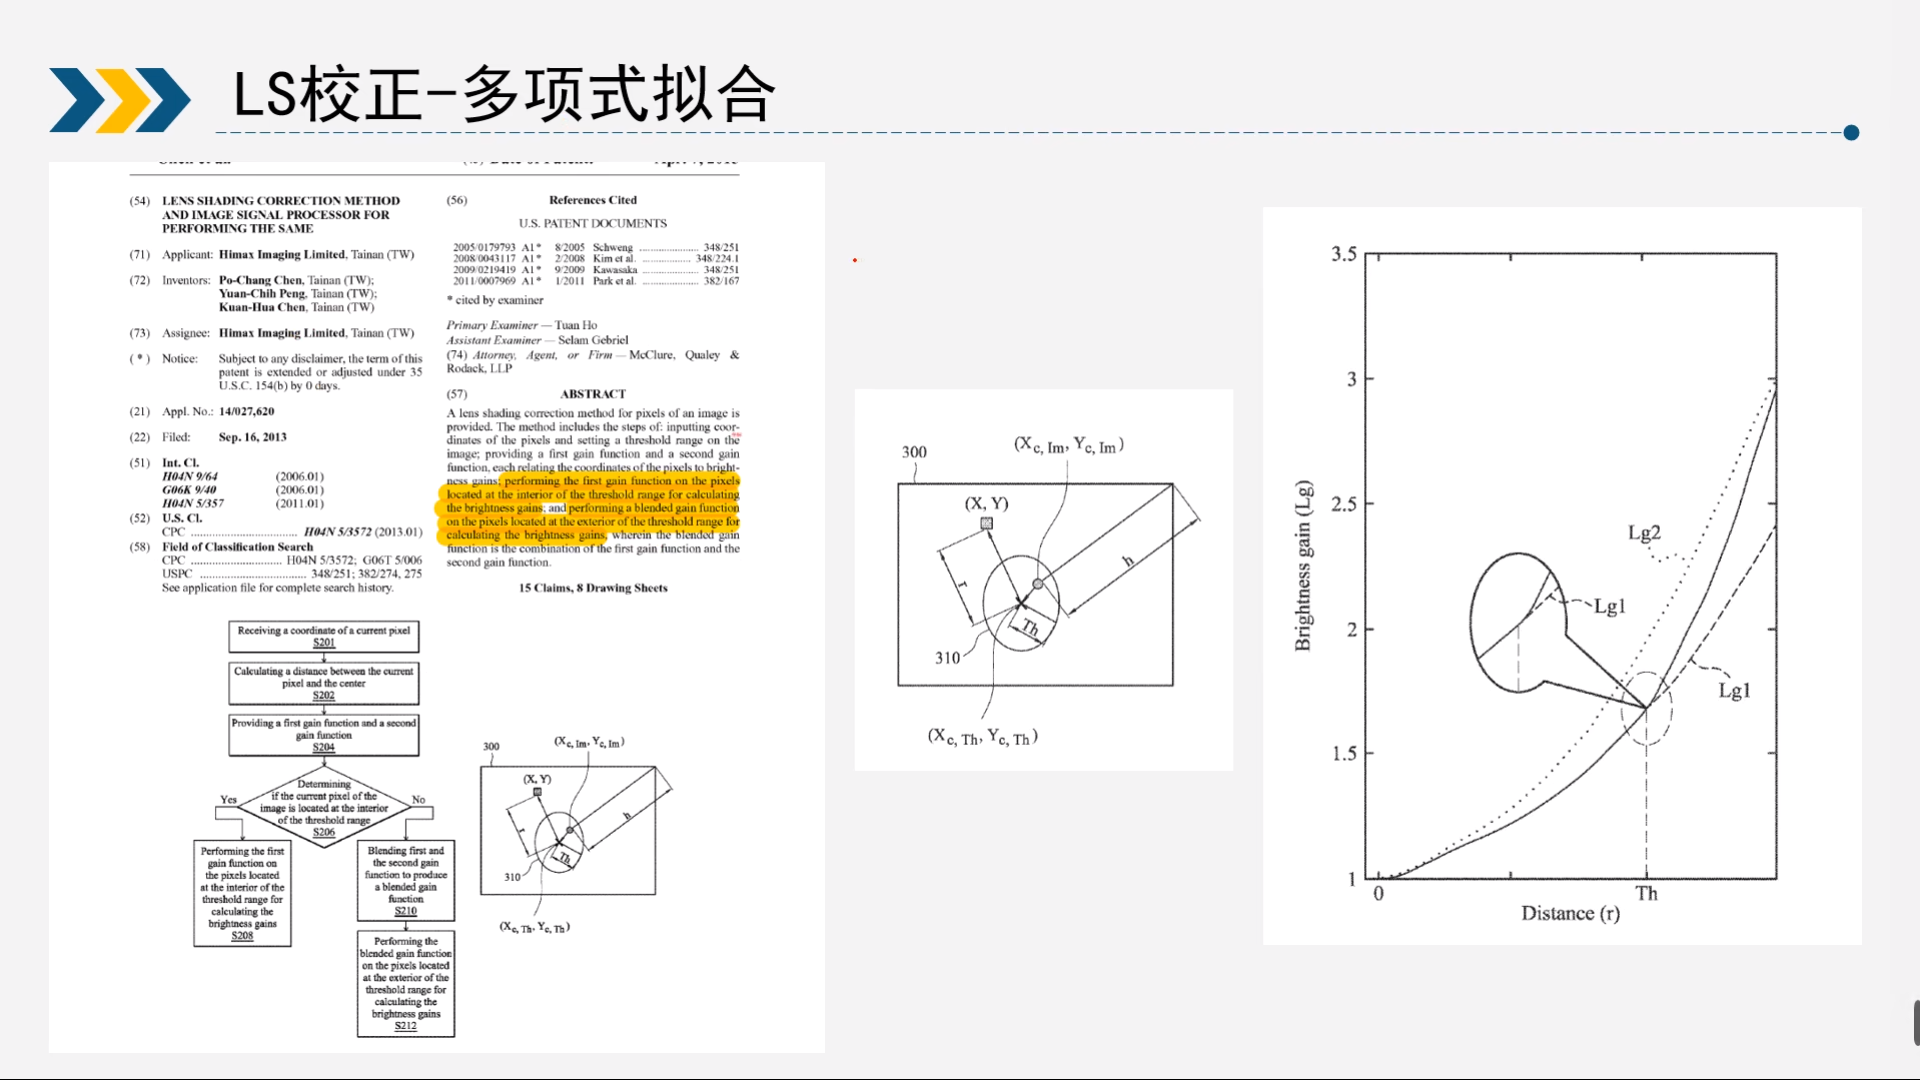 LS校正-多项式拟合
(54) LENS SHADING CORRECTION METHOD
AND IMAGE SIGNAL PROCESSOR FOR
PERFORMING THE SAME
(71) Applicant: Himax Imaging Limited, Tainan (TW)
(72) Inventors: Po-Chang Chen, Tainan (TW);
Yuan-Chih Peng, Tainan (TW);
Kuan-Hua Chen, Tainan (TW)
(73) Assignee: Himax Imaging Limited, Tainan (TW)
( * ) Notice: Subject to any disclaimer, the term of this
patent is extended or adjusted under 35
U.S.C. 154(b) by 0 days.
(21) Appl. No.: 14/027,620
(22) Filed: Sep. 16, 2013
(51) Int. Cl.
H04N 9/64 (2006.01)
G06K 9/40 (2006.01)
H04N 5/357 (2011.01)
(52) U.S. Cl.
CPC .................................... H04N 5/3572 (2013.01)
(58) Field of Classification Search
CPC ............................ H04N 5/3572; G06T 5/006
USPC .................................. 348/251; 382/274, 275
See application file for complete search history.
(56) References Cited
U.S. PATENT DOCUMENTS
2005/0179793 A1* 8/2005 Schweng ..................... 348/251
2008/0043117 A1* 2/2008 Kim et al. ................. 348/224.1
2009/0219419 A1* 9/2009 Kawasaka .................. 348/251
2011/0007969 A1* 1/2011 Park et al. .................. 382/167
* cited by examiner
Primary Examiner — Tuan Ho
Assistant Examiner — Selam Gebriel
(74) Attorney, Agent, or Firm — McClure, Qualey &
Rodack, LLP
(57) ABSTRACT
A lens shading correction method for pixels of an image is
provided. The method includes the steps of: inputting coor-
dinates of the pixels and setting a threshold range on the
image; providing a first gain function and a second gain
function, each relating the coordinates of the pixels to bright-
ness gains; performing the first gain function on the pixels
located at the interior of the threshold range for calculating
the brightness gains; and performing a blended gain function
on the pixels located at the exterior of the threshold range for
calculating the brightness gains, wherein the blended gain
function is the combination of the first gain function and the
second gain function.
15 Claims, 8 Drawing Sheets
Receiving a coordinate of a current pixel
S201
Calculating a distance between the current
pixel and the center
S202
Providing a first gain function and a second
gain function
S204
Determining
if the current pixel of the
image is located at the interior
of the threshold range
S206
Yes
No
Performing the first
gain function on
the pixels located
at the interior of the
threshold range for
calculating the
brightness gains
S208
Blending first and
the second gain
function to produce
a blended gain
function
S210
Performing the
blended gain function
on the pixels located
at the exterior of the
threshold range for
calculating the
brightness gains
S212
300
(Xc, Im, Yc, Im)
(X, Y)
r
h
Th
310
(Xc, Th, Yc, Th)
300
(Xc, Im, Yc, Im)
(X, Y)
r
h
Th
310
(Xc, Th, Yc, Th)
3.5
3
2.5
2
1.5
1
Brightness gain (Lg)
Lg2
Lg1
Lg1
0
Th
Distance (r)